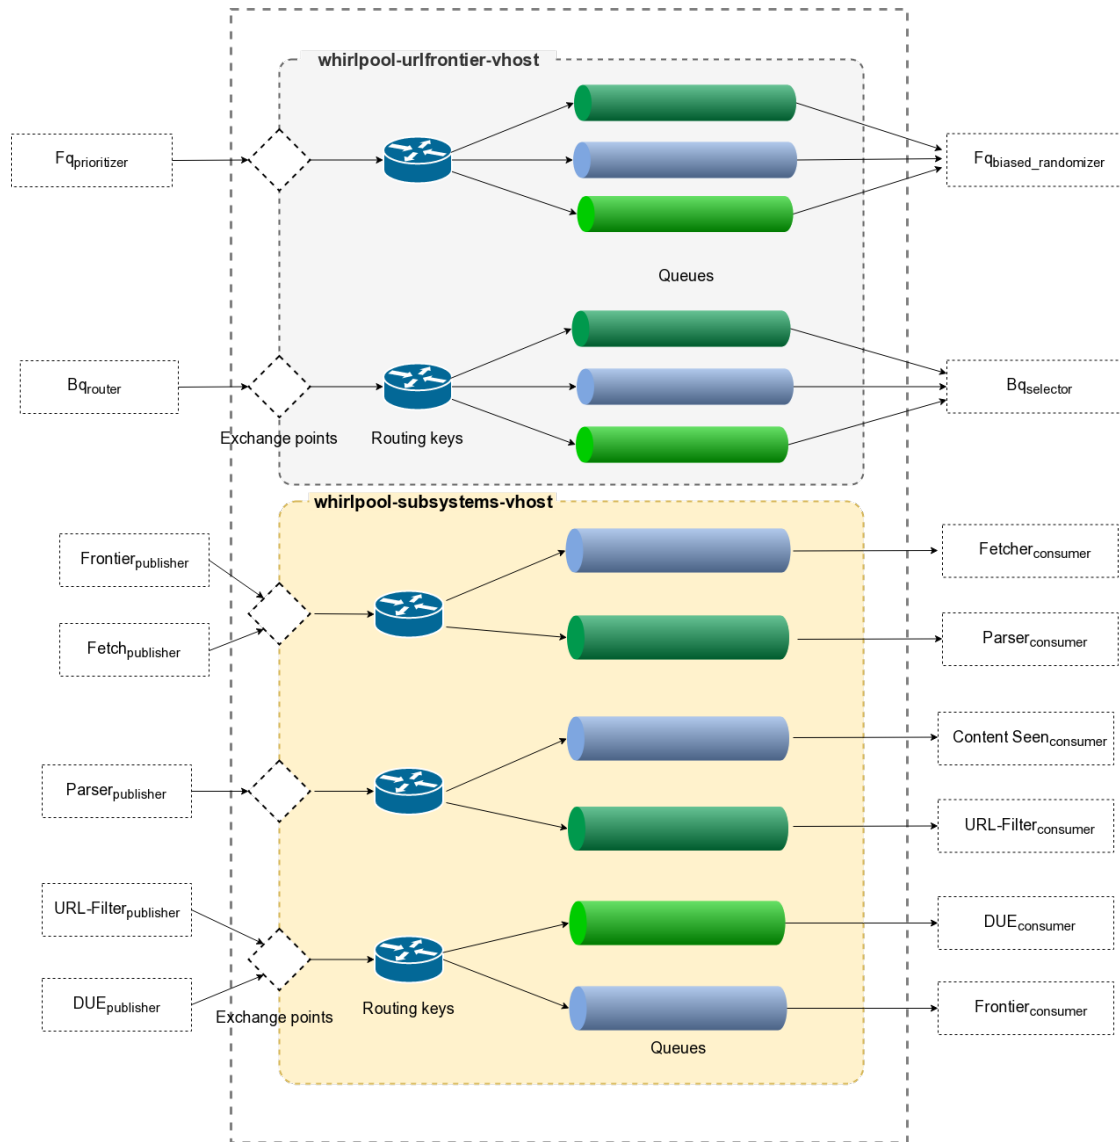 whirlpool-urlfrontier-vhost
Fqprioritizer
Fqbiased_randomizer
Queues
Bqrouter
Bqselector
Exchange points
Routing keys
whirlpool-subsystems-vhost
Frontierpublisher
Fetcherconsumer
Fetchpublisher
Parserconsumer
Parserpublisher
Content Seenconsumer
URL-Filterconsumer
URL-Filterpublisher
DUEconsumer
DUEpublisher
Exchange points
Routing keys
Frontierconsumer
Queues